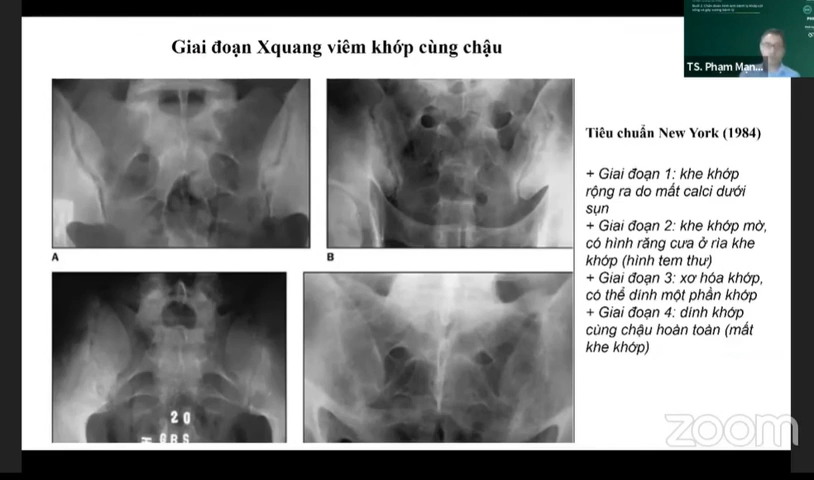 Giai đoạn Xquang viêm khớp cùng chậu
TS. Phạm Mạn...
Tiêu chuẩn New York (1984)
+ Giai đoạn 1: khe khớp
rộng ra do mất calci dưới
sụn
+ Giai đoạn 2: khe khớp mờ,
có hình răng cưa ở rìa khe
khớp (hình tem thư)
+ Giai đoạn 3: xơ hóa khớp,
có thể dính một phần khớp
+ Giai đoạn 4: dính khớp
cùng chậu hoàn toàn (mất
khe khớp)
A
B
20
zoom